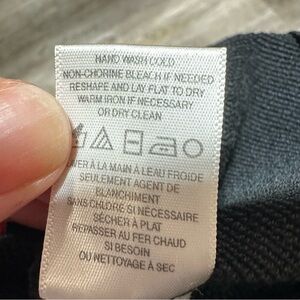 HAND WASH COLD
NON-CHORINE BLEACH IF NEEDED
RESHAPE AND LAY FLAT TO DRY
WARM IRON IF NECESSARY
OR DRY CLEAN
VER À LA MAIN À L'EAU FROIDE
SEULEMENT AGENT DE
BLANCHIMENT
SANS CHLORE SI NÉCESSAIRE
SÉCHER À PLAT
REPASSER AU FER CHAUD
SI BESOIN
OU NETTOYAGE À SEC